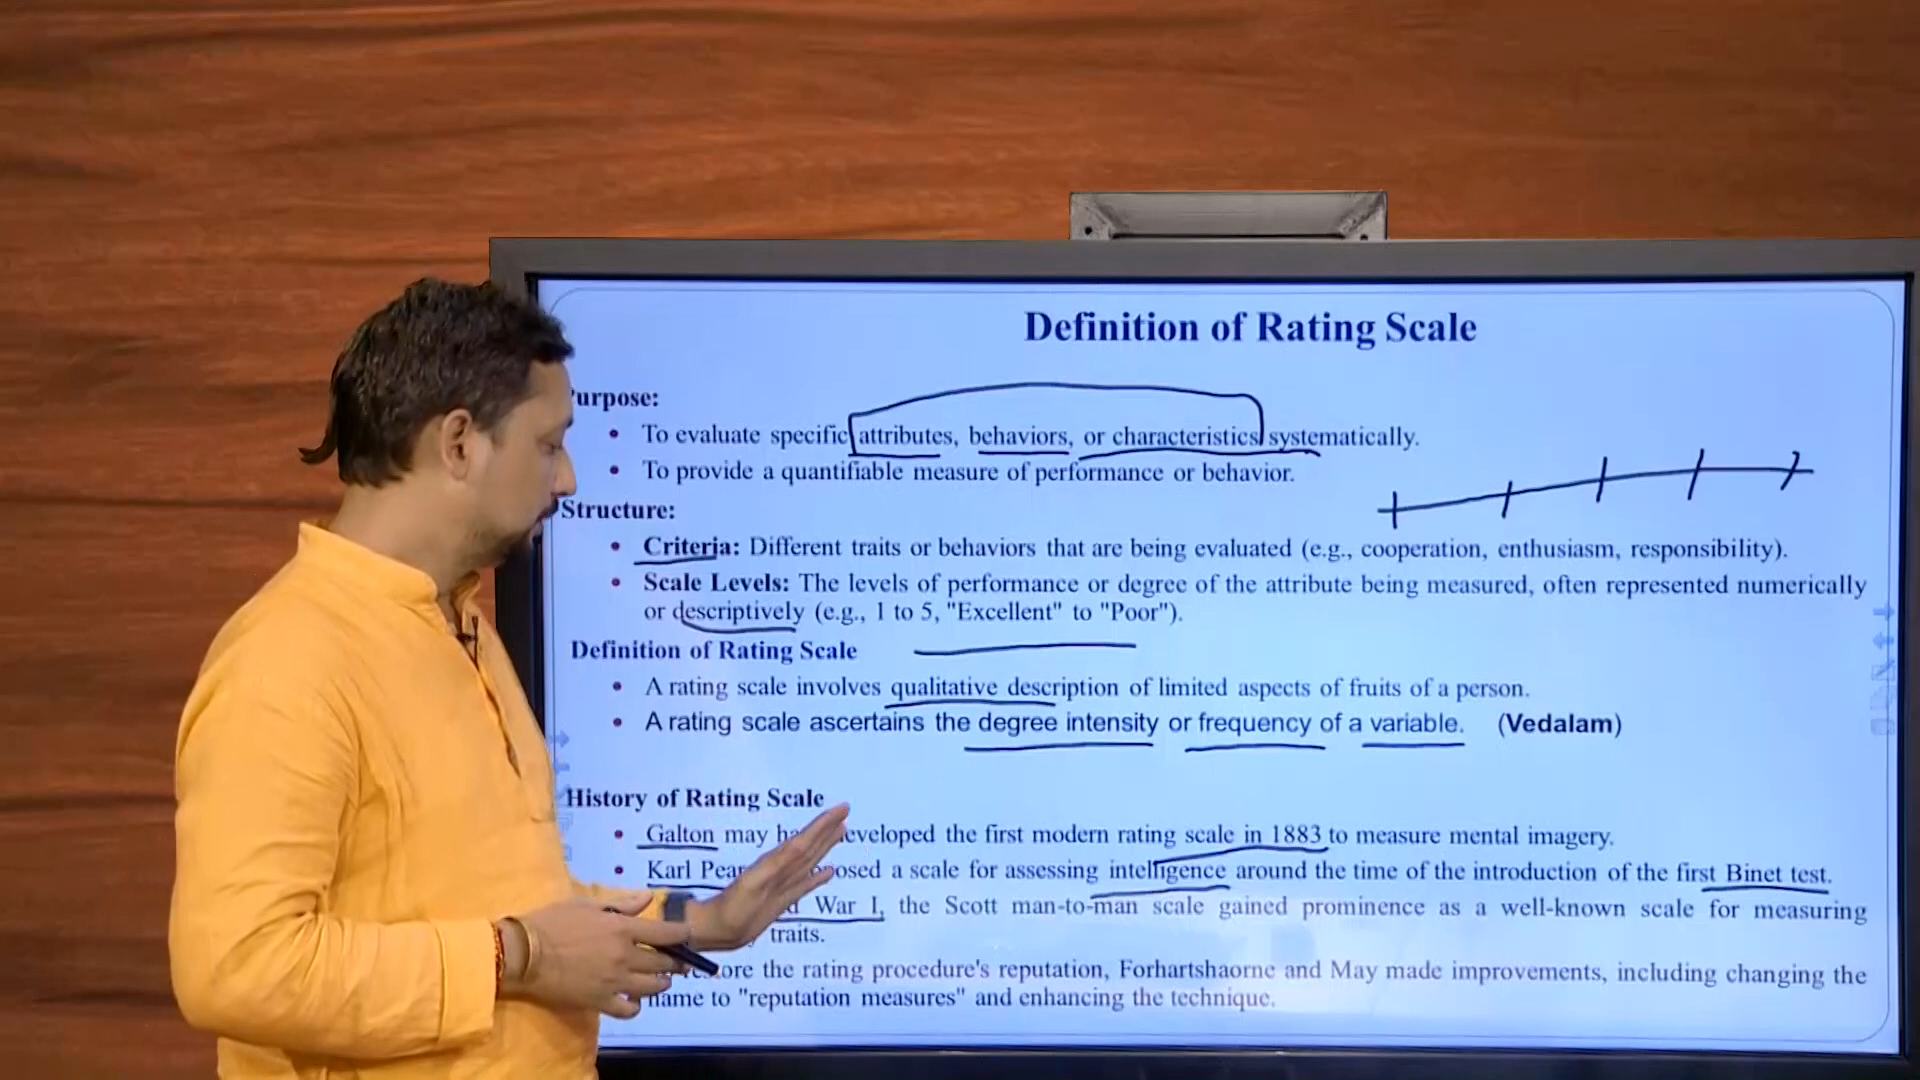 Definition of Rating Scale
urpose:
• To evaluate specific attributes, behaviors, or characteristics systematically.
• To provide a quantifiable measure of performance or behavior.
Structure:
• Criteria: Different traits or behaviors that are being evaluated (e.g., cooperation, enthusiasm, responsibility).
• Scale Levels: The levels of performance or degree of the attribute being measured, often represented numerically
or descriptively (e.g., 1 to 5, "Excellent" to "Poor").
Definition of Rating Scale
• A rating scale involves qualitative description of limited aspects of fruits of a person.
• A rating scale ascertains the degree intensity or frequency of a variable. (Vedalam)
History of Rating Scale
• Galton may ha eveloped the first modern rating scale in 1883 to measure mental imagery.
• Karl Pear osed a scale for assessing intelligence around the time of the introduction of the first Binet test.
War I, the Scott man-to-man scale gained prominence as a well-known scale for measuring
traits.
ore the rating procedure's reputation, Forhartshaorne and May made improvements, including changing the
name to "reputation measures" and enhancing the technique.